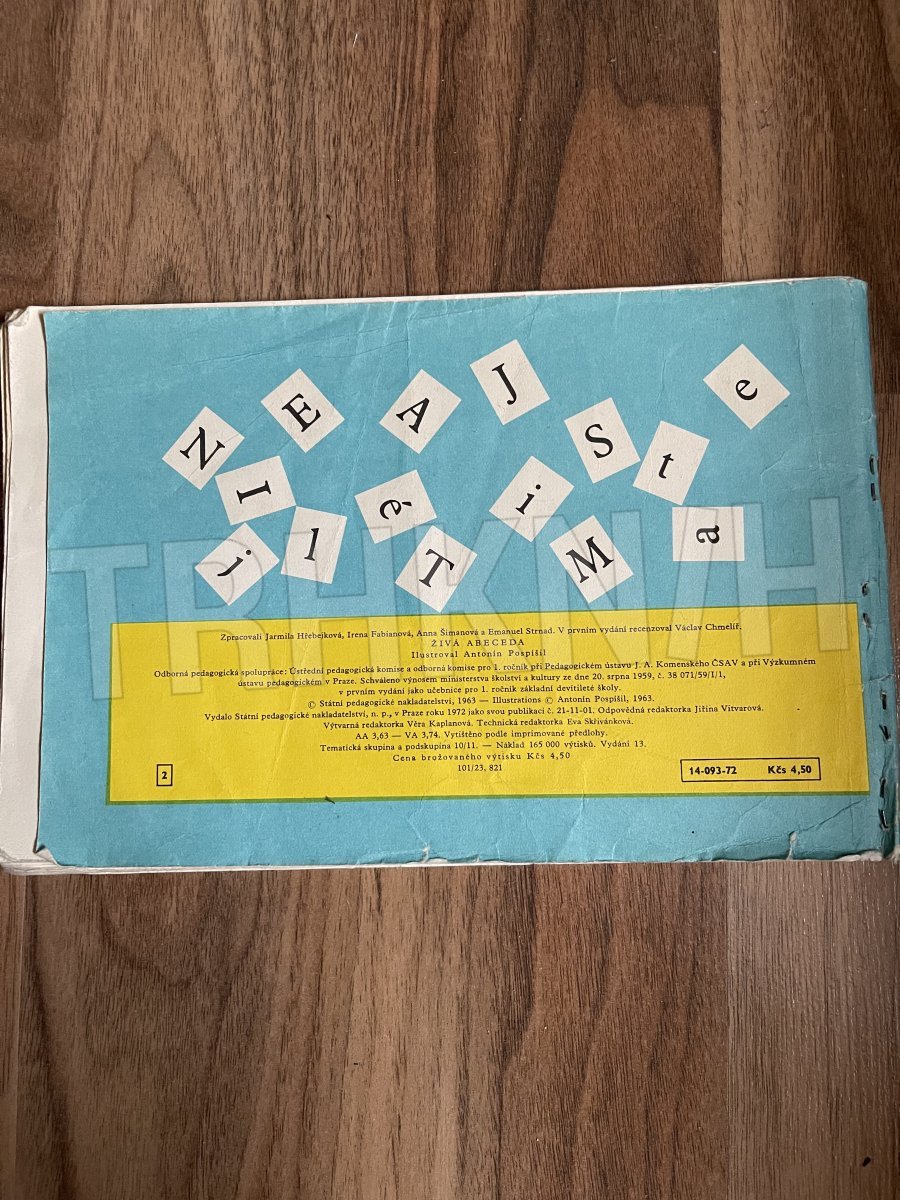 N E A J S t e
I é i
j l T M a
TRHKNIH
Zpracovali Jarmila Hřebejková, Irena Fabianová, Anna Šimanová a Emanuel Strnad. V prvním vydání recenzoval Václav Chmelíř.
ŽIVÁ ABECEDA
Ilustroval Antonín Pospíšil
Odborná pedagogická spolupráce: Ústřední pedagogická komise a odborná komise pro 1. ročník při Pedagogickém ústavu J. A. Komenského ČSAV a při Výzkumném
ústavu pedagogickém v Praze. Schváleno výnosem ministerstva školství a kultury ze dne 20. srpna 1959, č. 38 071/59/I/1,
v prvním vydání jako učebnice pro 1. ročník základní devítileté školy.
© Státní pedagogické nakladatelství, 1963 — Illustrations © Antonín Pospíšil, 1963.
Vydalo Státní pedagogické nakladatelství, n. p., v Praze roku 1972 jako svou publikaci č. 21-11-01. Odpovědná redaktorka Jiřina Vitvarová.
Výtvarná redaktorka Věra Kaplanová. Technická redaktorka Eva Skřivánková.
AA 3,63 — VA 3,74. Vytištěno podle imprimované předlohy.
Tematická skupina a podskupina 10/11. — Náklad 165 000 výtisků. Vydání 13.
Cena brožovaného výtisku Kčs 4,50
101/23, 821
2
14-093-72 Kčs 4,50